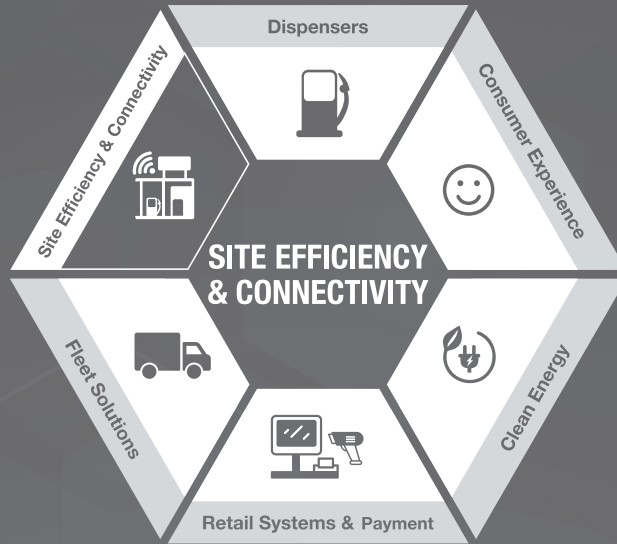 Dispensers
Consumer Experience
Site Efficiency & Connectivity
SITE EFFICIENCY
& CONNECTIVITY
Fleet Solutions
Clean Energy
Retail Systems & Payment